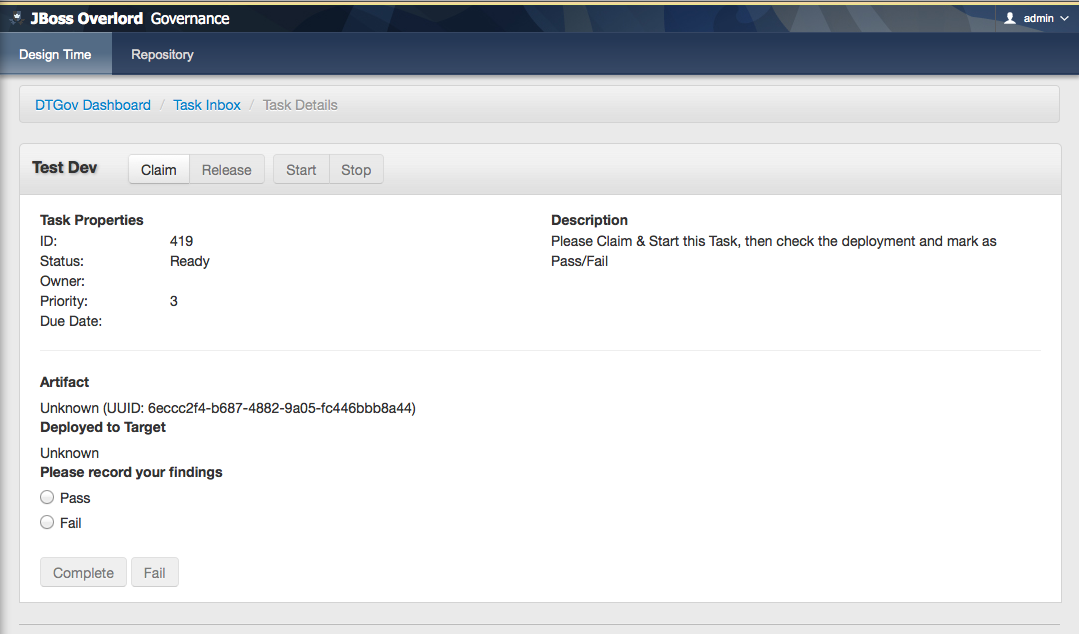 JBoss Overlord Governance
admin
Design Time Repository
DTGov Dashboard / Task Inbox / Task Details
Test Dev Claim Release Start Stop
Task Properties
ID: 419
Status: Ready
Owner:
Priority: 3
Due Date:
Description
Please Claim & Start this Task, then check the deployment and mark as
Pass/Fail
Artifact
Unknown (UUID: 6eccc2f4-b687-4882-9a05-fc446bbb8a44)
Deployed to Target
Unknown
Please record your findings
Pass
Fail
Complete Fail